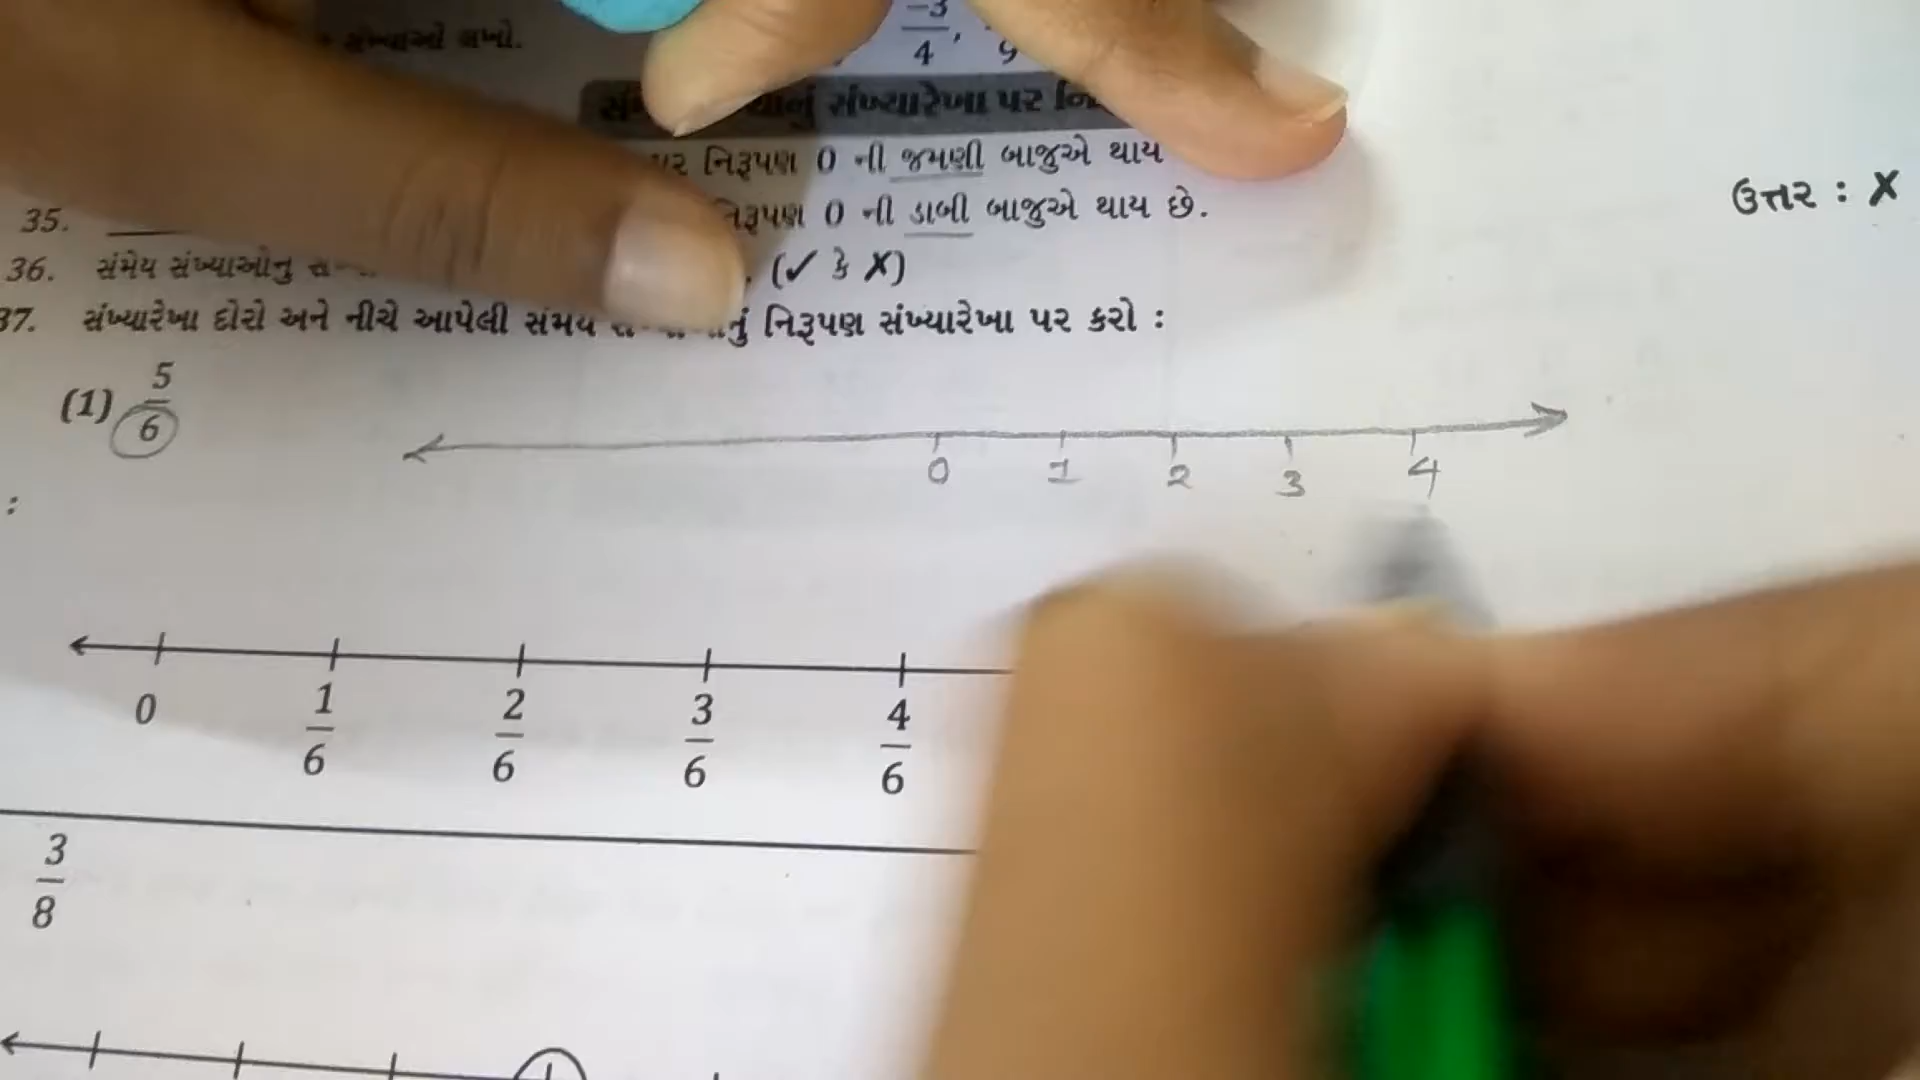 સંખ્યાઓ લખો.
-3/4,
સંખ્યારેખા પર
પર નિરૂપણ 0 ની જમણી બાજુએ થાય
ઉત્તર : ✗
35. નિરૂપણ 0 ની ડાબી બાજુએ થાય છે.
36. સંમેય સંખ્યાઓનુ (✓ કે ✗)
37. સંખ્યારેખા દોરો અને નીચે આપેલી નિરૂપણ સંખ્યારેખા પર કરો :
(1) 5/6
0 1 2 3 4
:
0 1/6 2/6 3/6 4/6
3/8